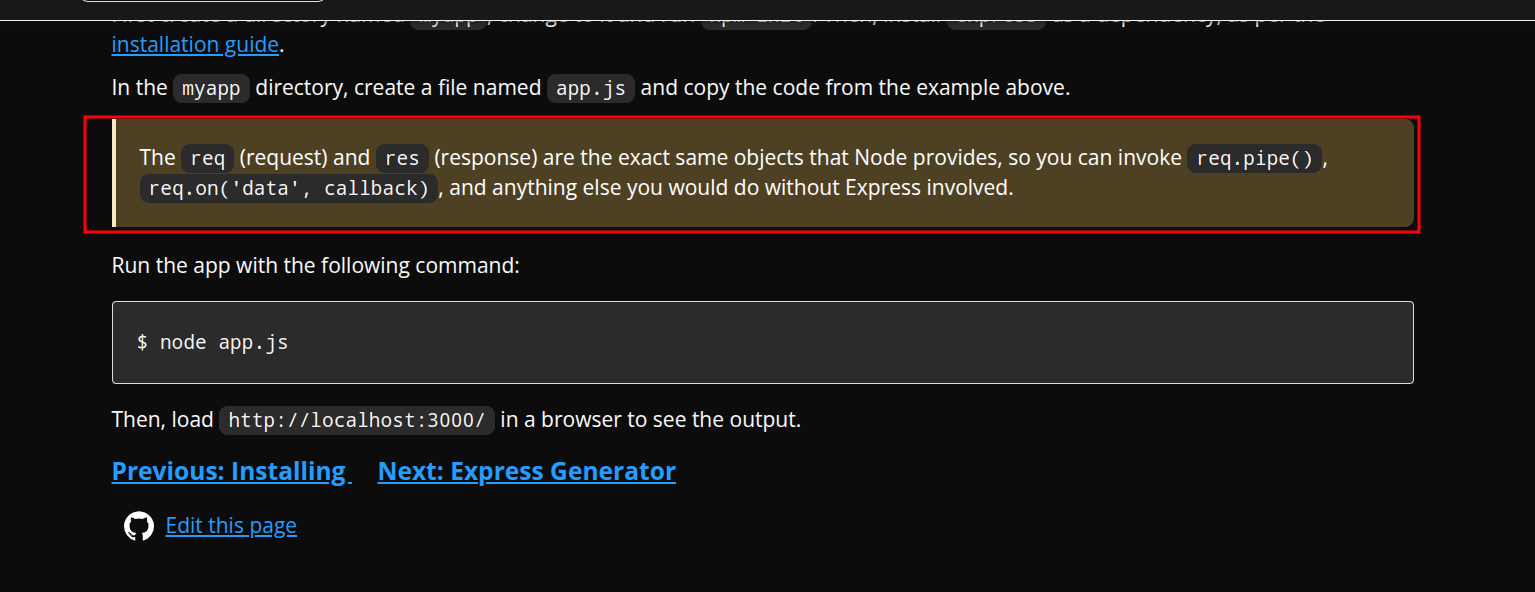 installation guide.
In the myapp directory, create a file named app.js and copy the code from the example above.
The req (request) and res (response) are the exact same objects that Node provides, so you can invoke req.pipe(),
req.on('data', callback), and anything else you would do without Express involved.
Run the app with the following command:
$ node app.js
Then, load http://localhost:3000/ in a browser to see the output.
Previous: Installing Next: Express Generator
Edit this page